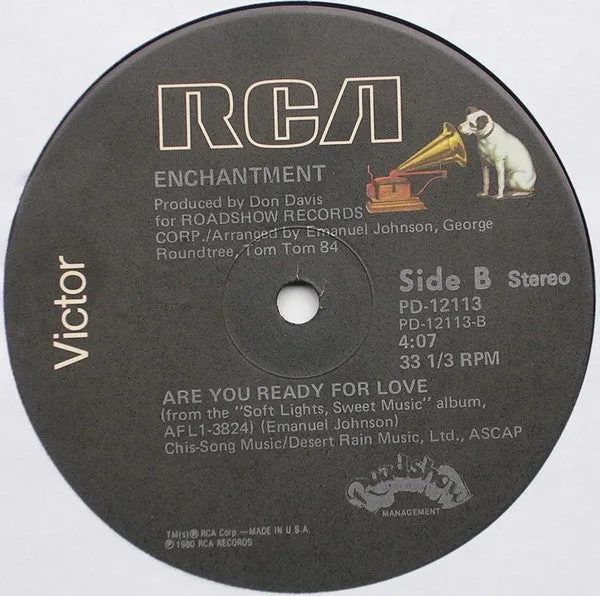 RCA
ENCHANTMENT
Produced by Don Davis
for ROADSHOW RECORDS
CORP./Arranged by Emanuel Johnson, George
Roundtree, Tom Tom 84
Victor
Side B Stereo
PD-12113
PD-12113-B
4:07
33 1/3 RPM
ARE YOU READY FOR LOVE
(from the "Soft Lights, Sweet Music" album,
AFL1-3824) (Emanuel Johnson)
Chis-Song Music/Desert Rain Music, Ltd., ASCAP
Roadshow
MANAGEMENT
TM(s)® RCA Corp.—MADE IN U.S.A.
℗ 1980 RCA RECORDS